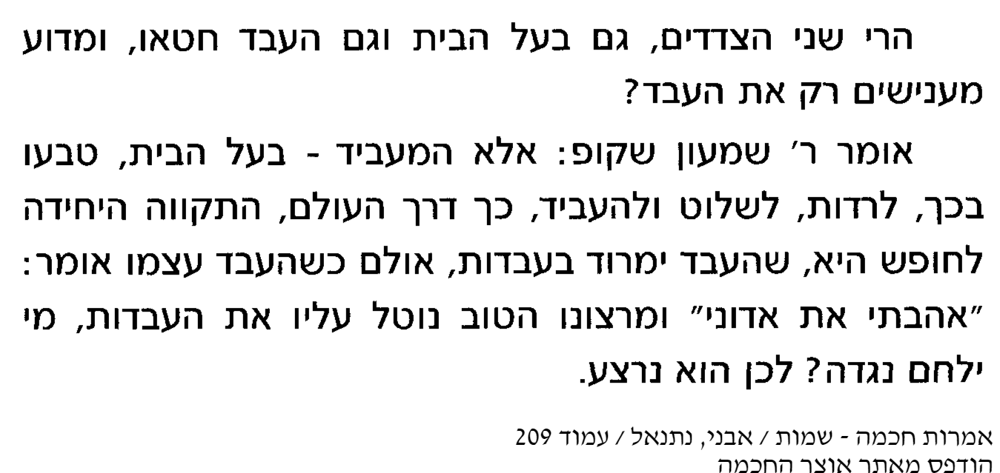 הרי שני הצדדים, גם בעל הבית וגם העבד חטאו, ומדוע
מענישים רק את העבד?
אומר ר' שמעון שקופ: אלא המעביד - בעל הבית, טבעו
בכך, לרדות, לשלוט ולהעביד, כך דרך העולם, התקווה היחידה
לחופש היא, שהעבד ימרוד בעבדות, אולם כשהעבד עצמו אומר:
"אהבתי את אדוני" ומרצונו הטוב נוטל עליו את העבדות, מי
ילחם נגדה? לכן הוא נרצע.
אמרות חכמה - שמות / אבני, נתנאל / עמוד 209
הודפס מאתר אוצר החכמה